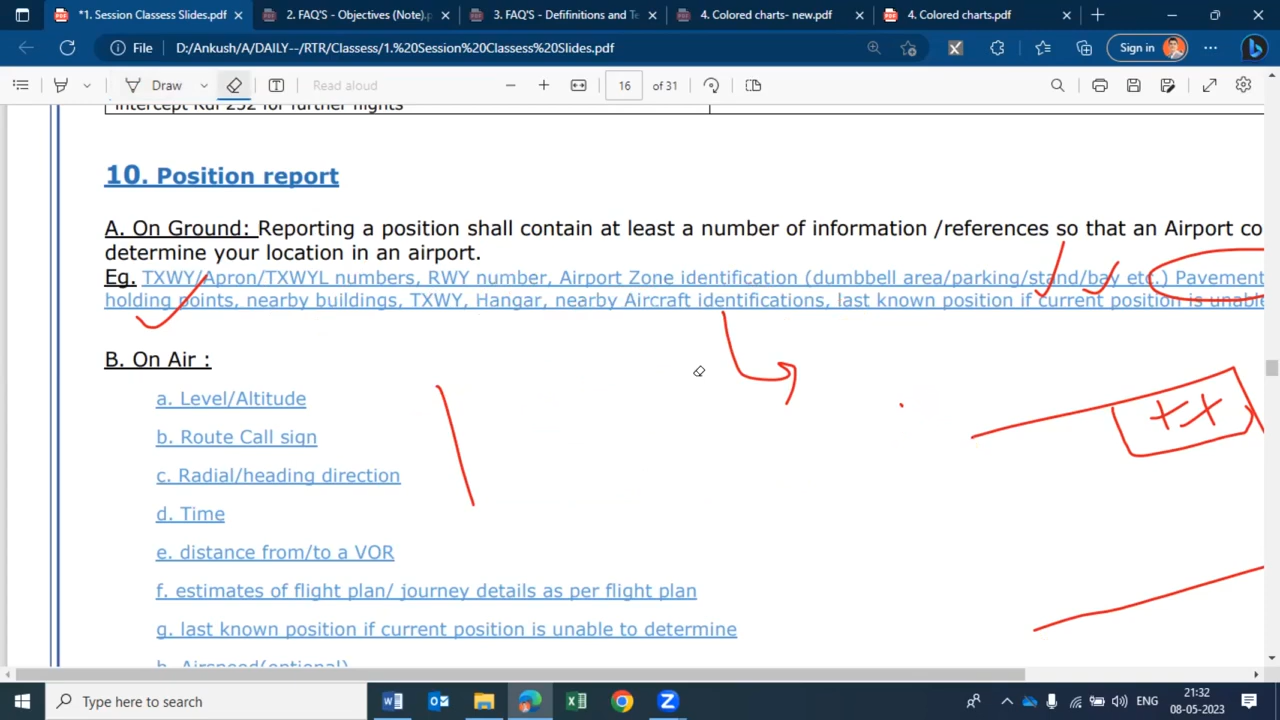 *1. Session Classess Slides.pdf
2. FAQ'S - Objectives (Note).p
3. FAQ'S - Defifinitions and Te
4. Colored charts- new.pdf
4. Colored charts.pdf
File
D:/Ankush/A/DAILY--/RTR/Classess/1.%20Session%20Classess%20Slides.pdf
Sign in
Draw
Read aloud
16 of 31
intercept Rdl 252 for further flights
10. Position report
A. On Ground: Reporting a position shall contain at least a number of information /references so that an Airport co
determine your location in an airport.
Eg. TXWY/Apron/TXWYL numbers, RWY number, Airport Zone identification (dumbbell area/parking/stand/bay etc.) Pavement
holding points, nearby buildings, TXWY, Hangar, nearby Aircraft identifications, last known position if current position is unable
B. On Air :
a. Level/Altitude
b. Route Call sign
c. Radial/heading direction
d. Time
e. distance from/to a VOR
f. estimates of flight plan/ journey details as per flight plan
g. last known position if current position is unable to determine
h. Airspeed(optional)
Type here to search
ENG
21:32
08-05-2023